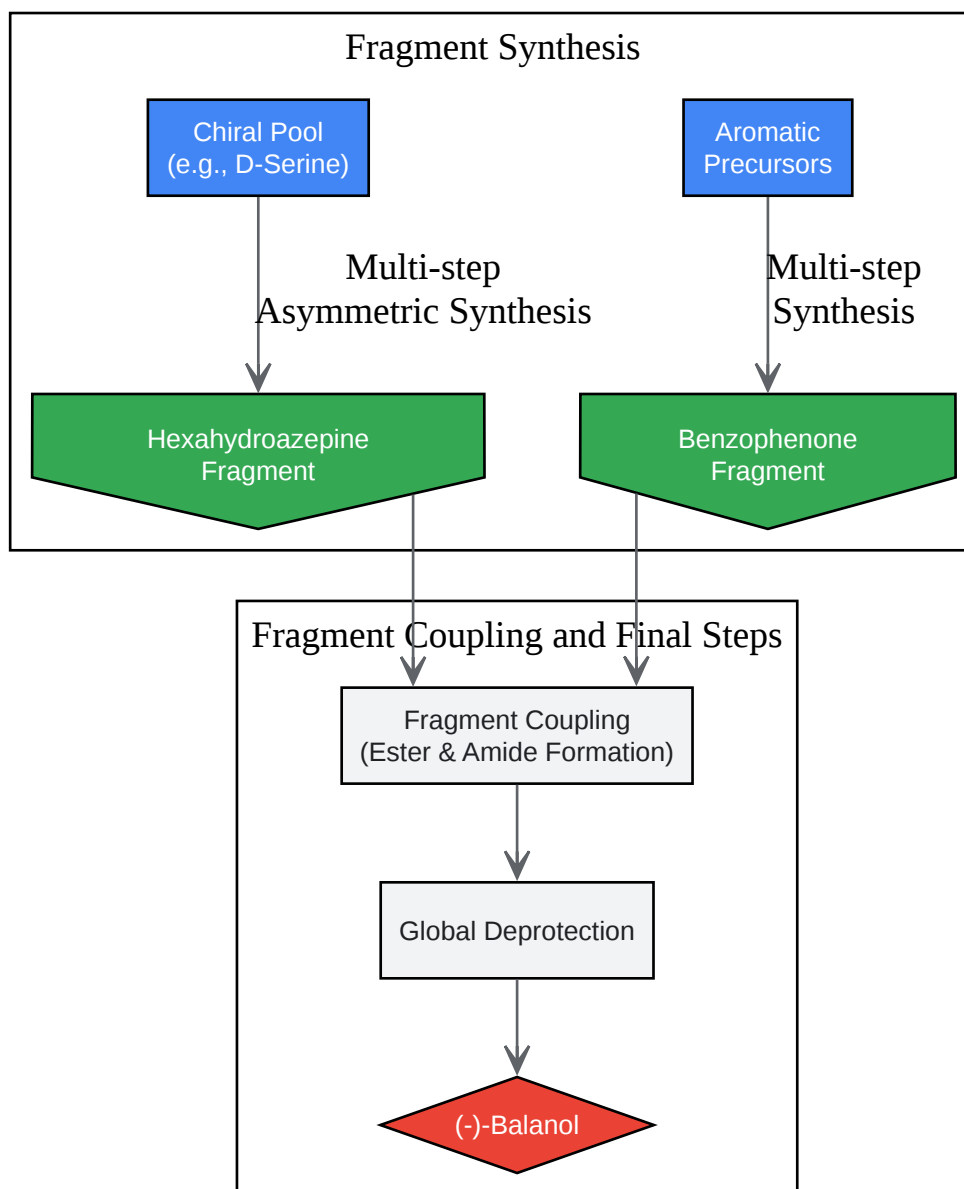 Fragment Synthesis
Chiral Pool
(e.g., D-Serine)
Aromatic
Precursors
Multi-step
Asymmetric Synthesis
Multi-step
Synthesis
Hexahydroazepine
Fragment
Benzophenone
Fragment
Fragment Coupling and Final Steps
Fragment Coupling
(Ester & Amide Formation)
Global Deprotection
(-)-Balanol